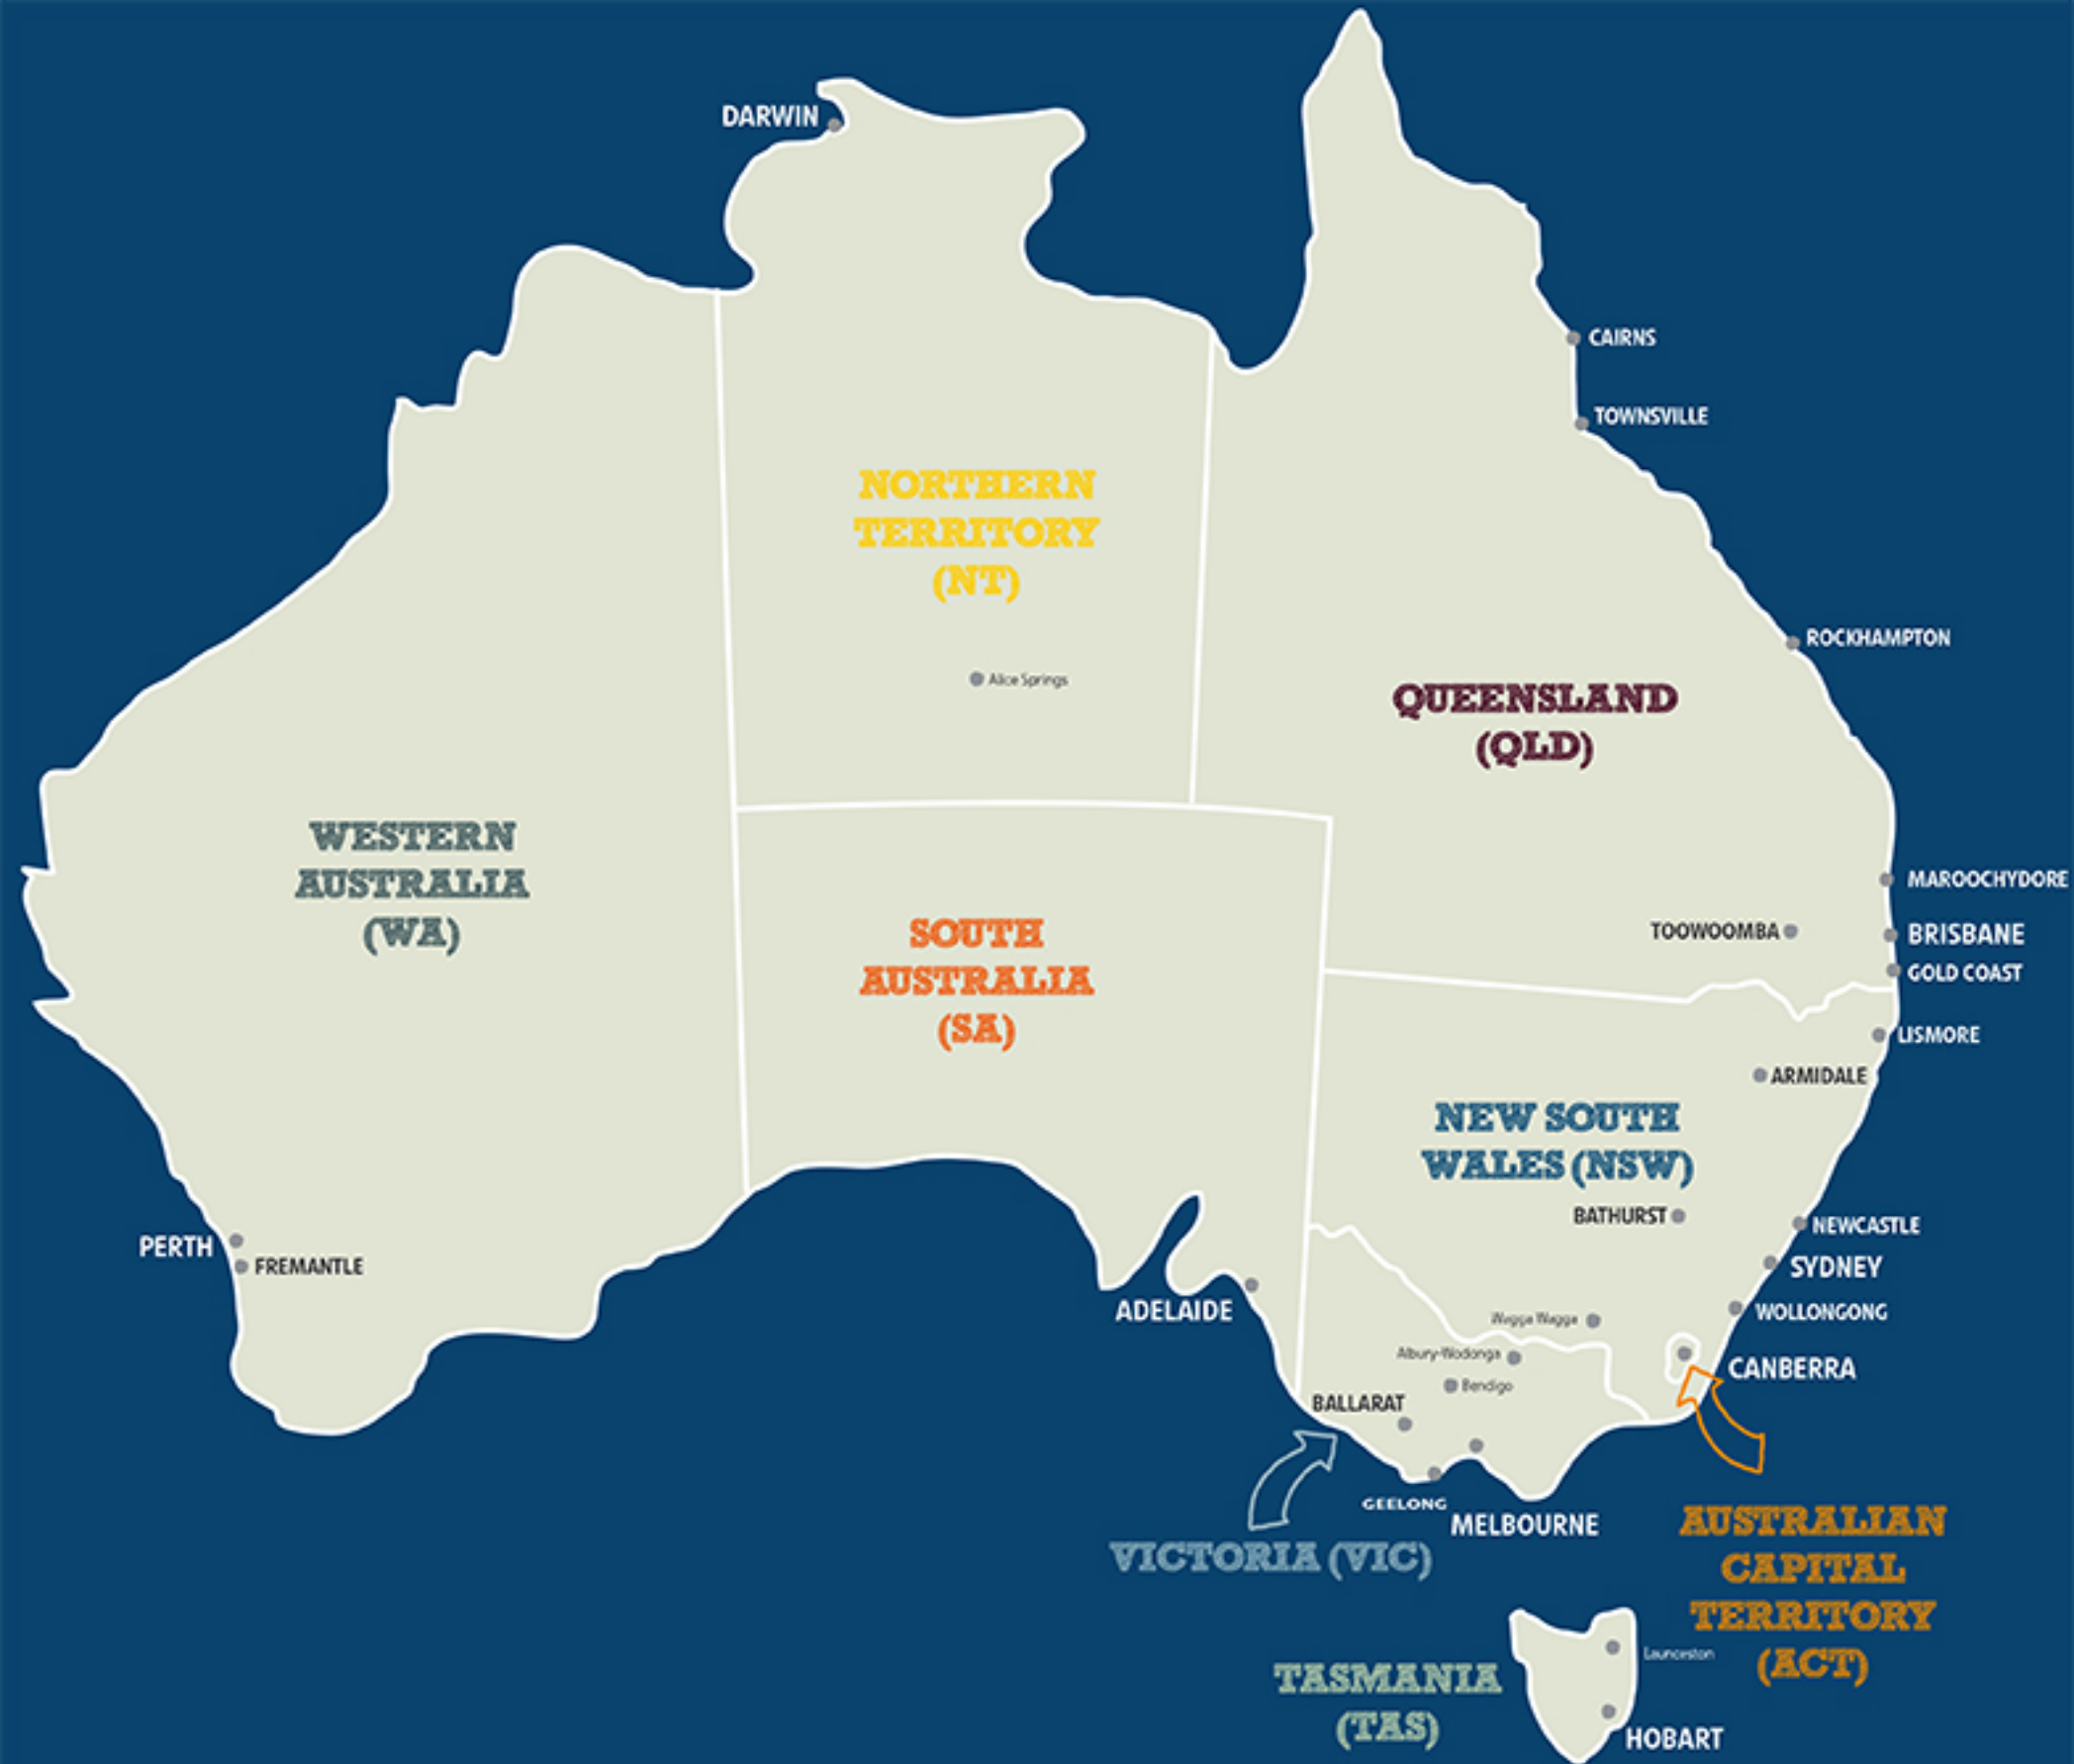 DARWIN
CAIRNS
TOWNSVILLE
NORTHERN
TERRITORY
(NT)
ROCKHAMPTON
Alice Springs
QUEENSLAND
(QLD)
WESTERN
AUSTRALIA
(WA)
MAROOCHYDORE
TOOWOOMBA
BRISBANE
SOUTH
AUSTRALIA
(SA)
GOLD COAST
LISMORE
ARMIDALE
NEW SOUTH
WALES (NSW)
BATHURST
NEWCASTLE
PERTH
FREMANTLE
SYDNEY
ADELAIDE
WOLLONGONG
Wagga Wagga
Albury-Wodonga
CANBERRA
Bendigo
BALLARAT
GEELONG
MELBOURNE
VICTORIA (VIC)
AUSTRALIAN
CAPITAL
TERRITORY
(ACT)
Launceston
TASMANIA
(TAS)
HOBART